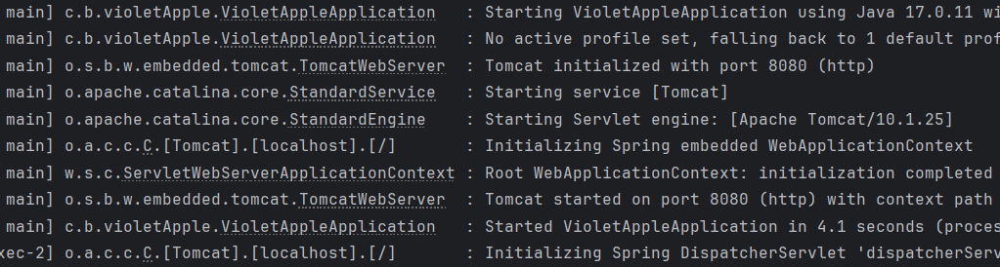 main] c.b.violetApple.VioletAppleApplication : Starting VioletAppleApplication using Java 17.0.11 wi
main] c.b.violetApple.VioletAppleApplication : No active profile set, falling back to 1 default prof
main] o.s.b.w.embedded.tomcat.TomcatWebServer : Tomcat initialized with port 8080 (http)
main] o.apache.catalina.core.StandardService : Starting service [Tomcat]
main] o.apache.catalina.core.StandardEngine : Starting Servlet engine: [Apache Tomcat/10.1.25]
main] o.a.c.c.C.[Tomcat].[localhost].[/] : Initializing Spring embedded WebApplicationContext
main] w.s.c.ServletWebServerApplicationContext : Root WebApplicationContext: initialization completed
main] o.s.b.w.embedded.tomcat.TomcatWebServer : Tomcat started on port 8080 (http) with context path
main] c.b.violetApple.VioletAppleApplication : Started VioletAppleApplication in 4.1 seconds (proces
exec-2] o.a.c.c.C.[Tomcat].[localhost].[/] : Initializing Spring DispatcherServlet 'dispatcherServ